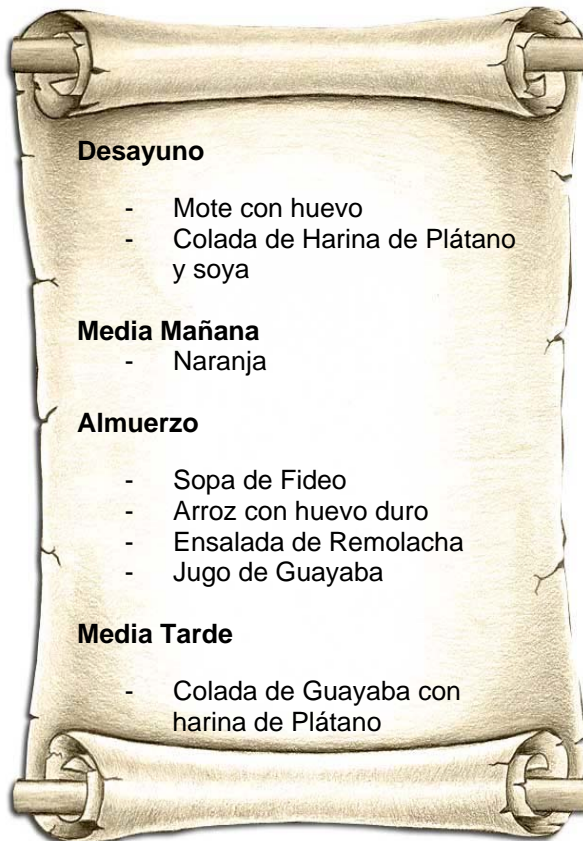 Desayuno
- Mote con huevo
- Colada de Harina de Plátano
y soya
Media Mañana
- Naranja
Almuerzo
- Sopa de Fideo
- Arroz con huevo duro
- Ensalada de Remolacha
- Jugo de Guayaba
Media Tarde
- Colada de Guayaba con
harina de Plátano